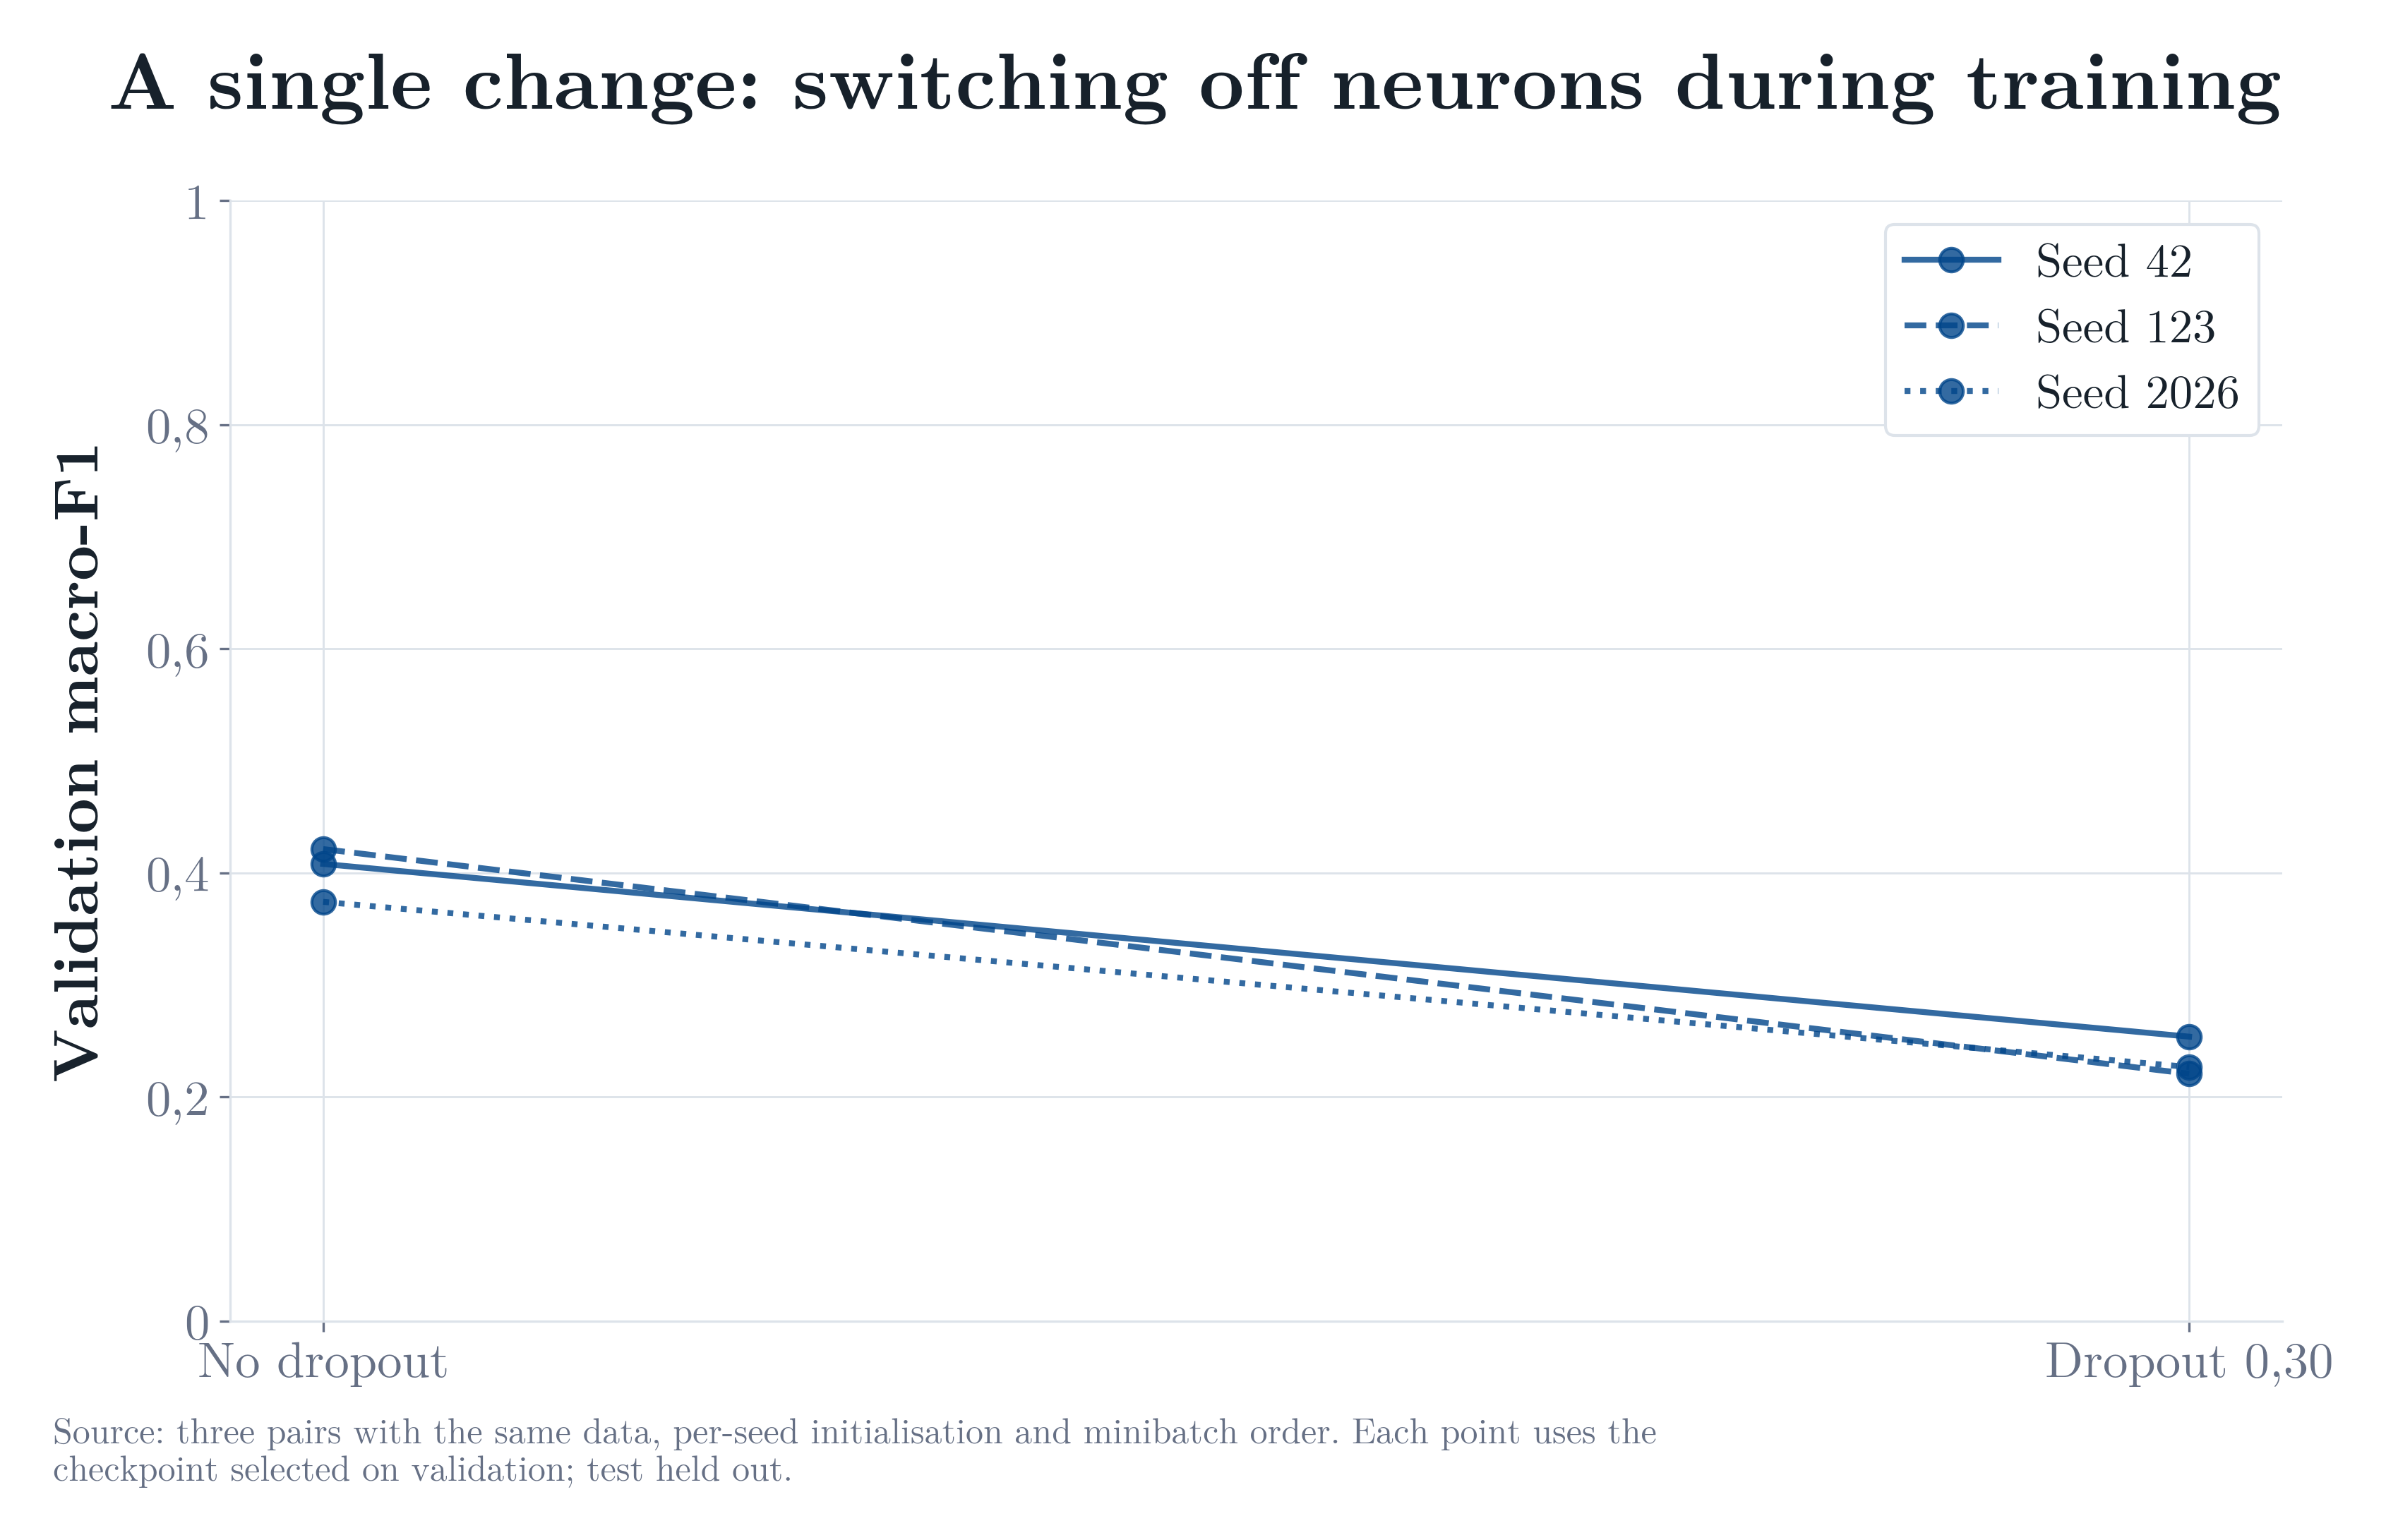 A single change: switching off neurons during training
Validation macro-F1
1
0,8
0,6
0,4
0,2
0
Seed 42
Seed 123
Seed 2026
No dropout
Dropout 0,30
Source: three pairs with the same data, per-seed initialisation and minibatch order. Each point uses the
checkpoint selected on validation; test held out.